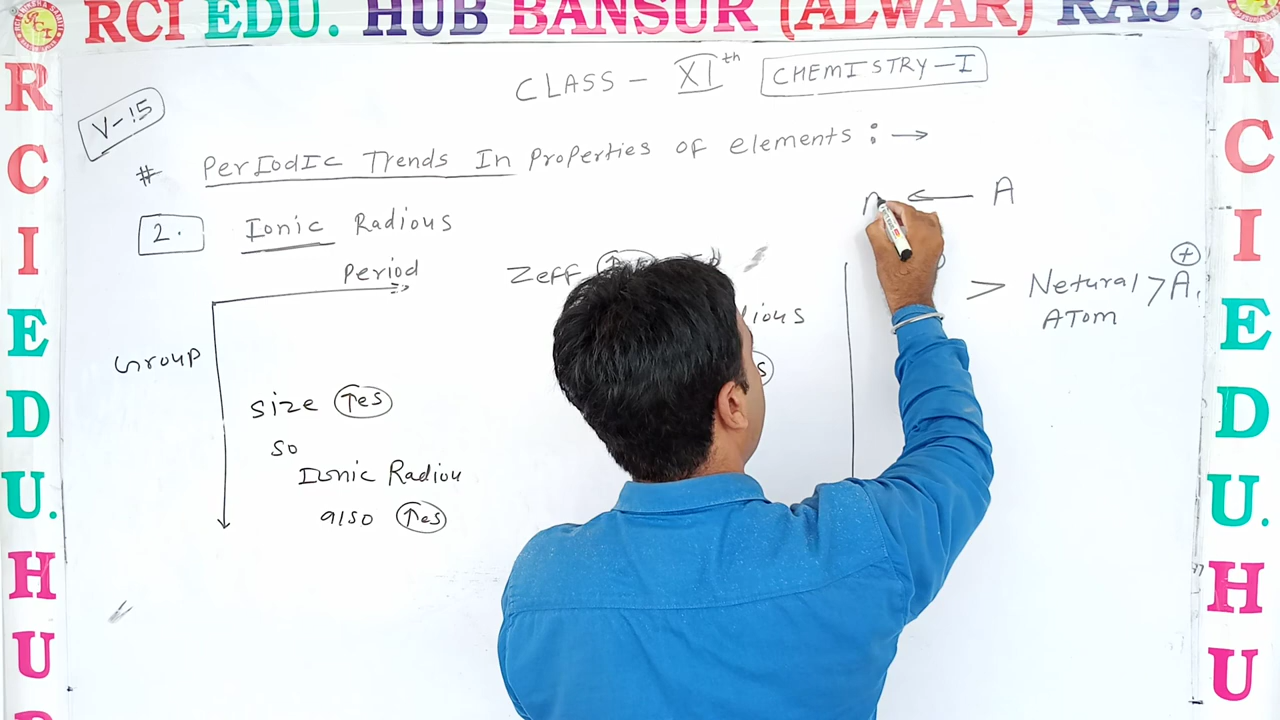 RCI EDU. HUB BANSUR (ALWAR) RAJ.
R
C
I
E
D
U.
H
U
CLASS - XIth CHEMISTRY-I
V-15
# PerIodIc Trends In Properties of elements : →
2. Ionic Radious
← A
Period
Zeff
Group
> Netural > A+
ATom
size ↑es
so
Ionic Radiou
also ↑es
R
C
I
E
D
U.
H
U